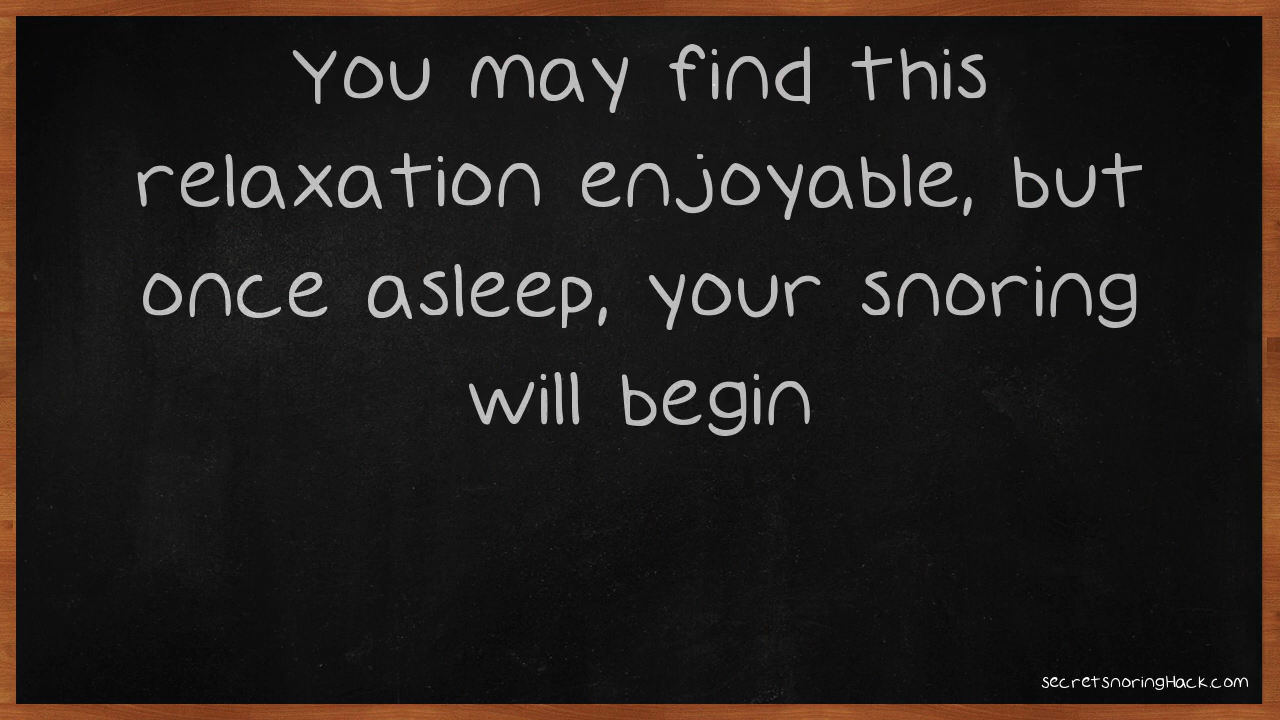 You may find this
relaxation enjoyable, but
once asleep, your snoring
will begin
secretsnoringHack.com